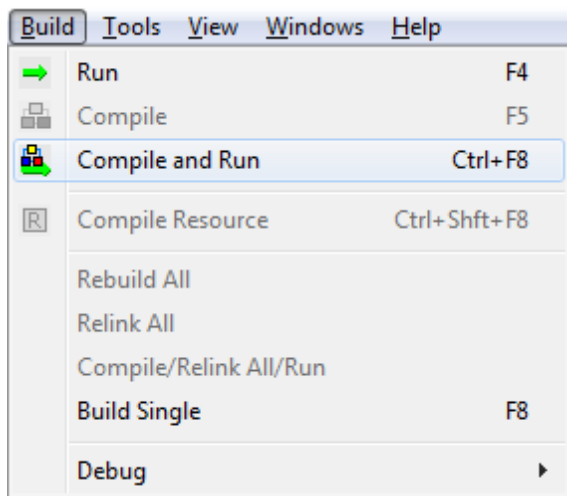 Build Tools View Windows Help
Run F4
Compile F5
Compile and Run Ctrl+F8
R Compile Resource Ctrl+Shft+F8
Rebuild All
Relink All
Compile/Relink All/Run
Build Single F8
Debug